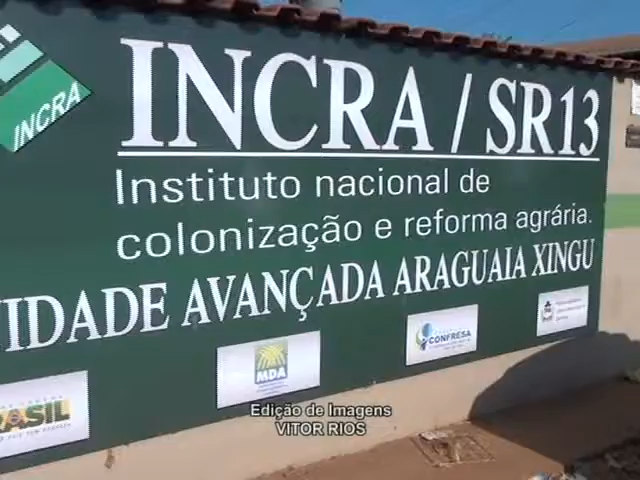 INCRA
INCRA / SR13
Instituto nacional de
colonização e reforma agrária.
IDADE AVANÇADA ARAGUAIA XINGU
CONFRESA
MDA
RASIL
Edição de Imagens
VITOR RIOS